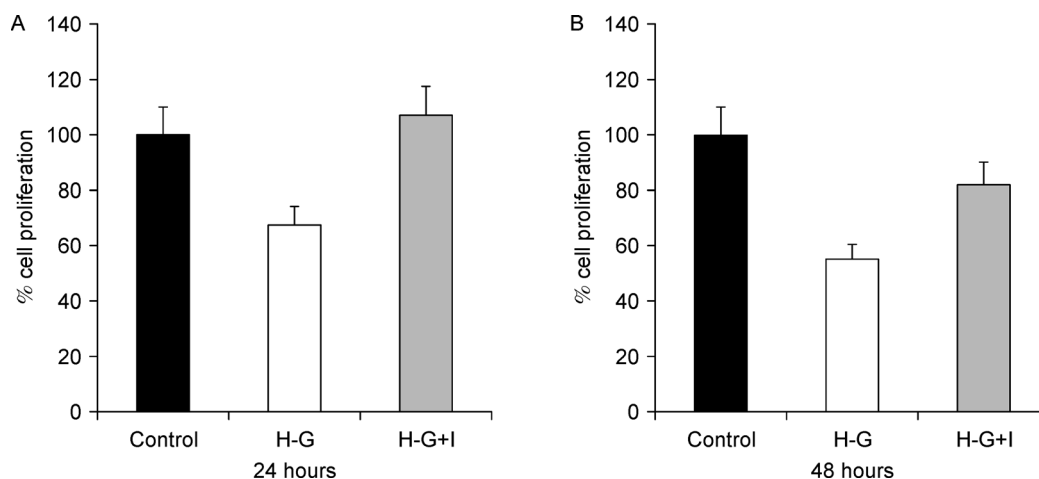 A
% cell proliferation
140
120
100
80
60
40
20
0
Control H-G H-G+I
24 hours
B
% cell proliferation
140
120
100
80
60
40
20
0
Control H-G H-G+I
48 hours